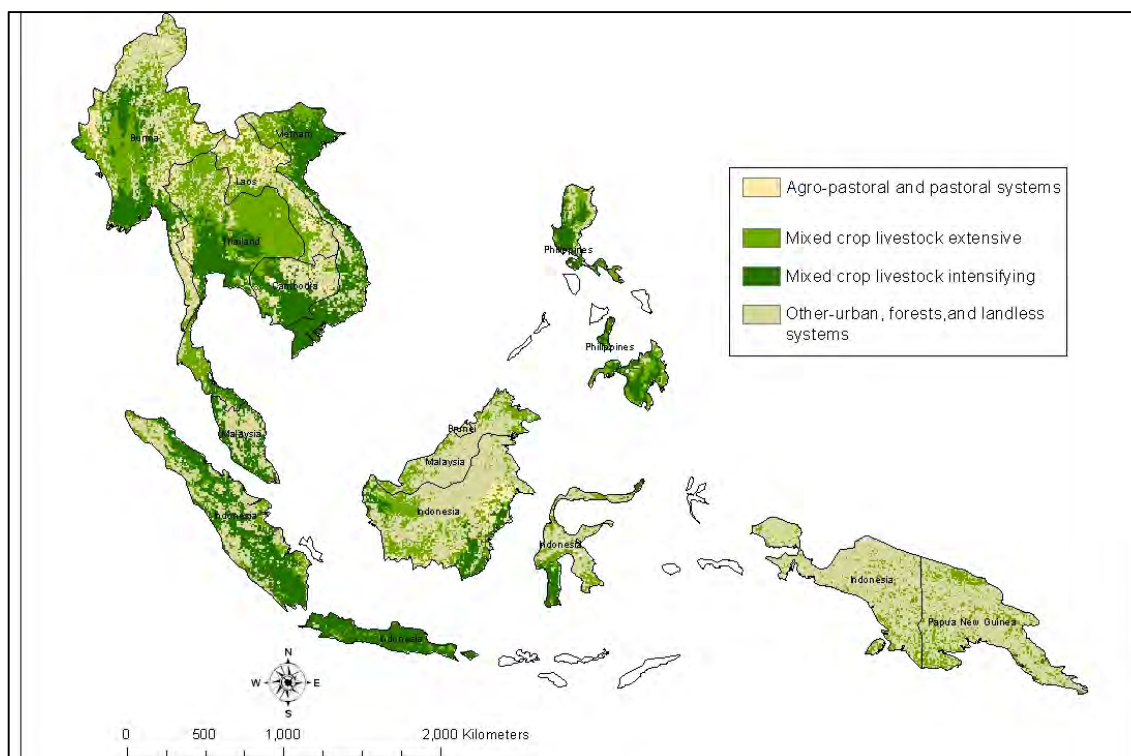 Burma
Vietnam
Laos
Thailand
Cambodia
Philippines
Philippines
Agro-pastoral and pastoral systems
Mixed crop livestock extensive
Mixed crop livestock intensifying
Other-urban, forests,and landless
systems
Malaysia
Brunei
Malaysia
Indonesia
Indonesia
Indonesia
Indonesia
Papua New Guinea
Indonesia
N
W E
S
0 500 1,000 2,000 Kilometers